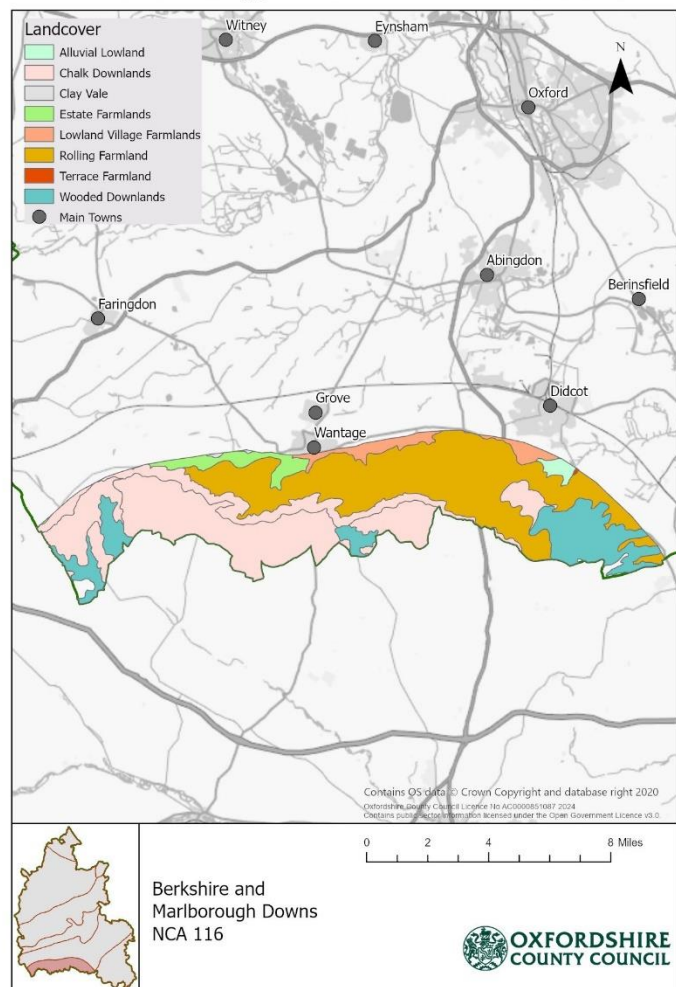 Landcover
Alluvial Lowland
Chalk Downlands
Clay Vale
Estate Farmlands
Lowland Village Farmlands
Rolling Farmland
Terrace Farmland
Wooded Downlands
Main Towns
Witney
Eynsham
N
Oxford
Abingdon
Berinsfield
Faringdon
Grove
Didcot
Wantage
Contains OS data © Crown Copyright and database right 2020
Oxfordshire County Council Licence No AC0000851087 2024
Contains public sector information licensed under the Open Government Licence v3.0
0 2 4 6 8 Miles
Berkshire and
Marlborough Downs
NCA 116
OXFORDSHIRE
COUNTY COUNCIL